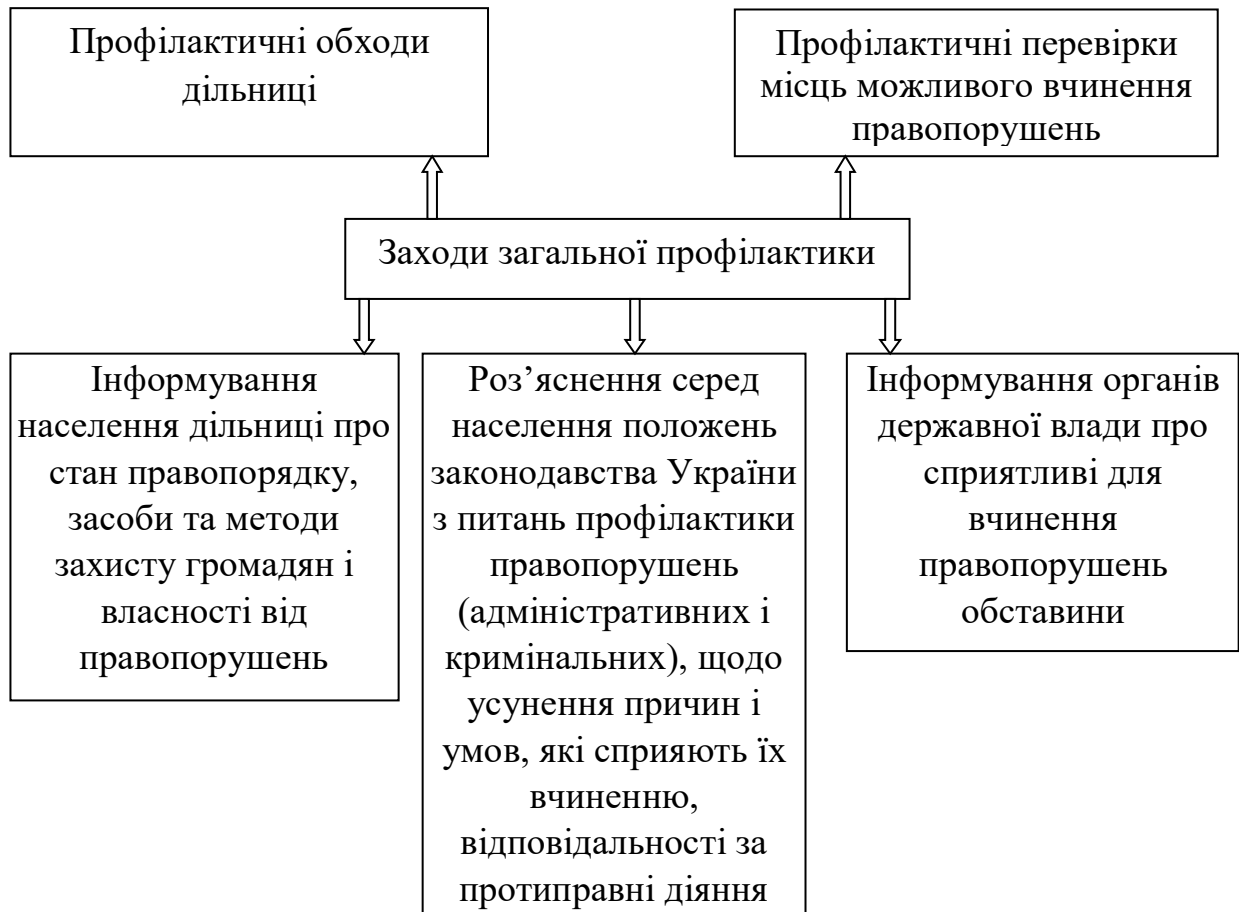 Профілактичні обходи
дільниці
Профілактичні перевірки
місць можливого вчинення
правопорушень
Заходи загальної профілактики
Інформування
населення дільниці про
стан правопорядку,
засоби та методи
захисту громадян і
власності від
правопорушень
Роз’яснення серед
населення положень
законодавства України
з питань профілактики
правопорушень
(адміністративних і
кримінальних), щодо
усунення причин і
умов, які сприяють їх
вчиненню,
відповідальності за
протиправні діяння
Інформування органів
державної влади про
сприятливі для
вчинення
правопорушень
обставини